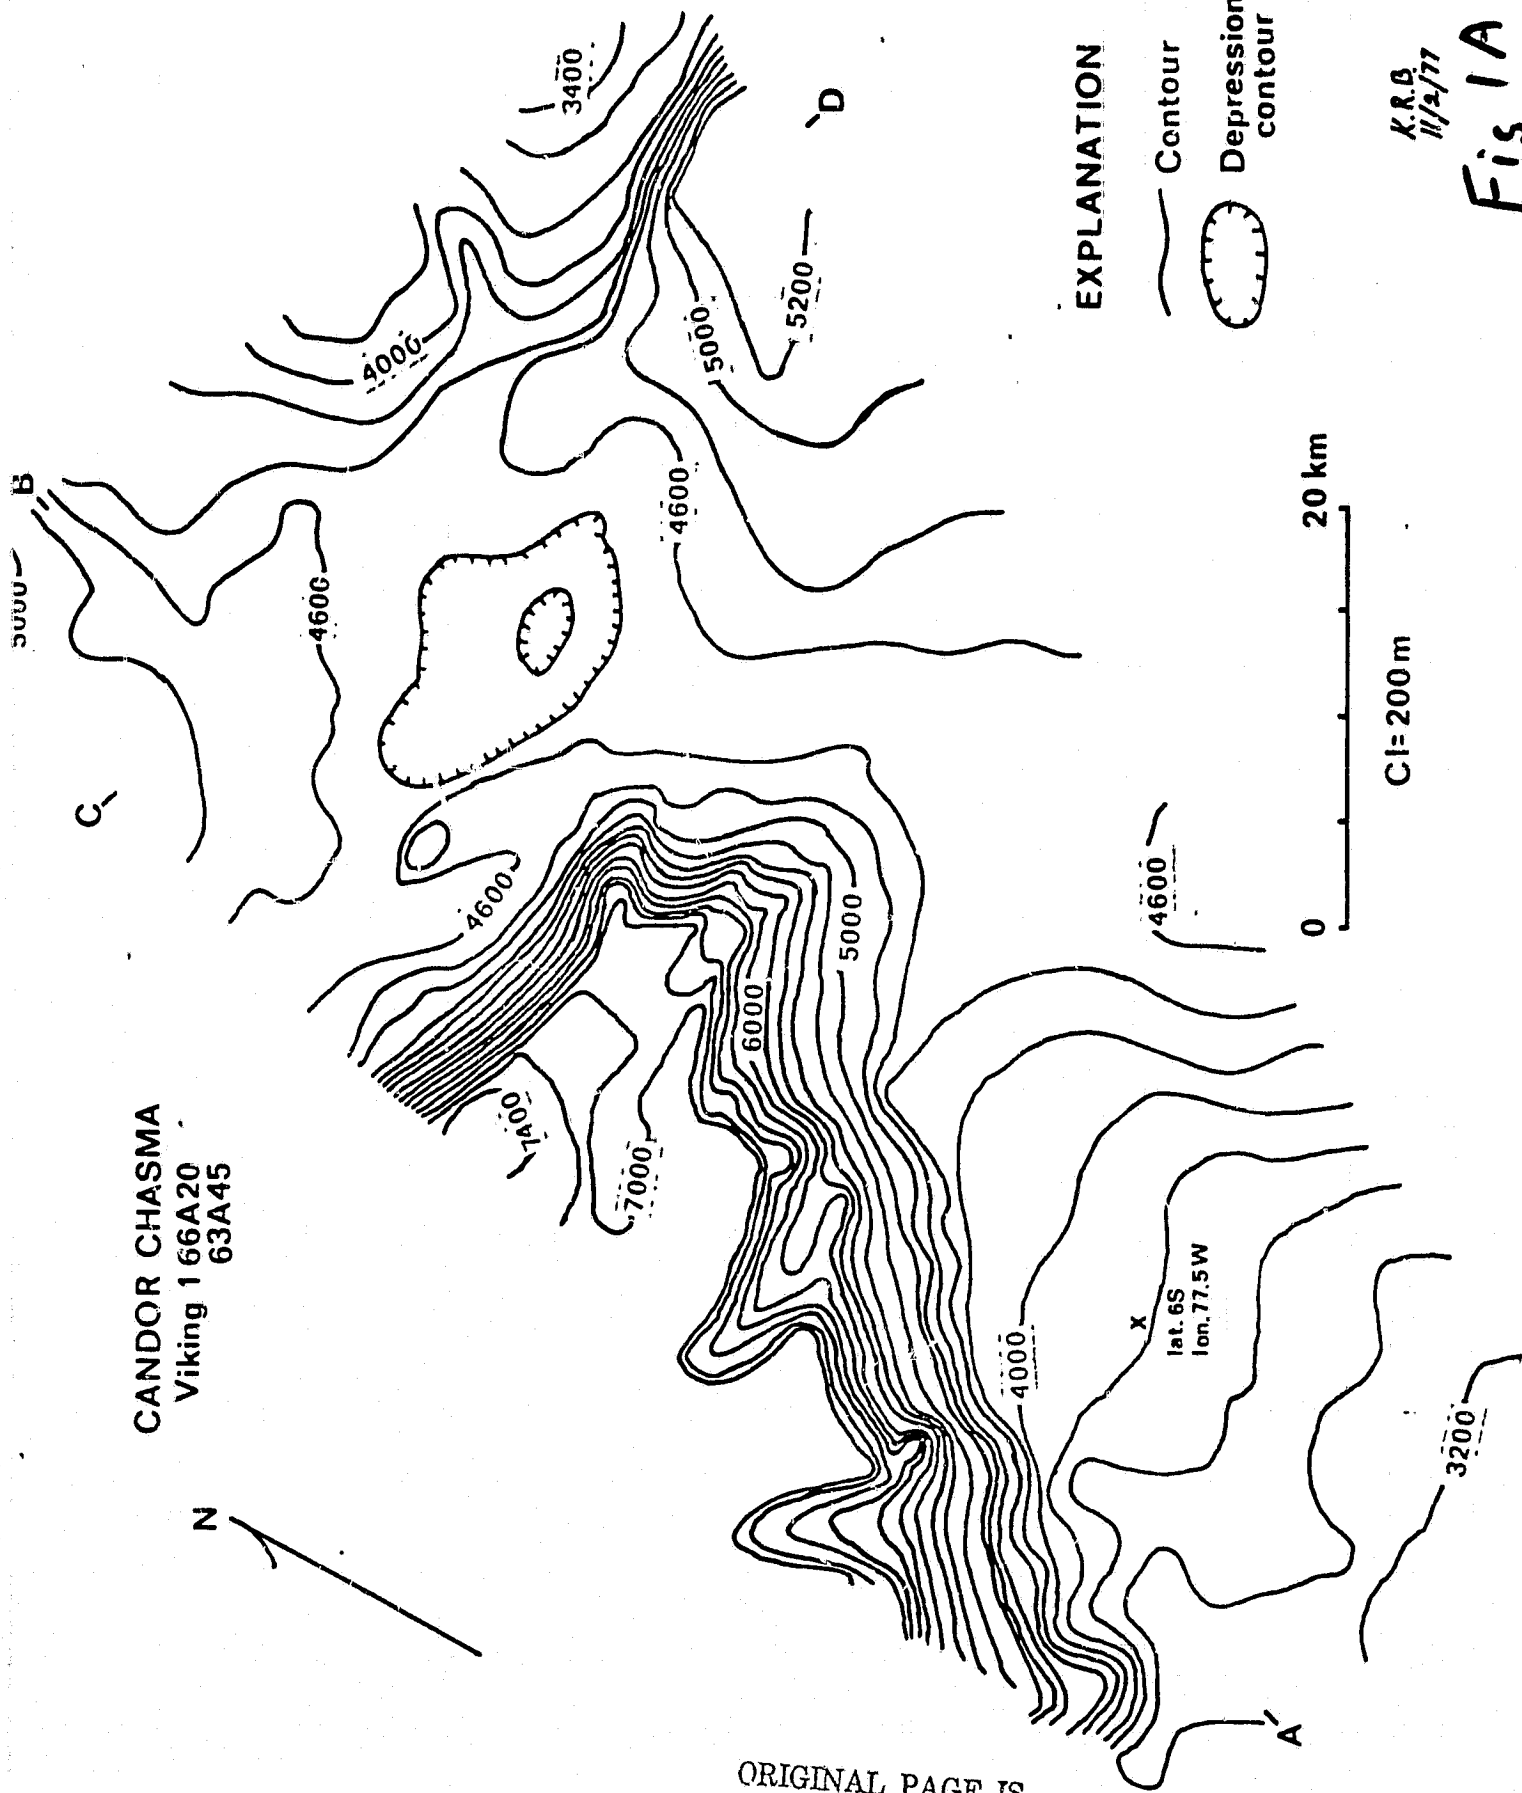 CANDOR CHASMA
Viking 1 66A20
63A45
N
A
B
C
D
5000
4600
4600
4000
3400
5000
5200
4600
7400
7000
6000
5000
4000
4600
3200
x
lat. 6S
lon. 77.5W
0
20 km
CI=200m
EXPLANATION
Contour
Depression
contour
K.R.B.
11/2/77
Fig 1A
ORIGINAL PAGE IS